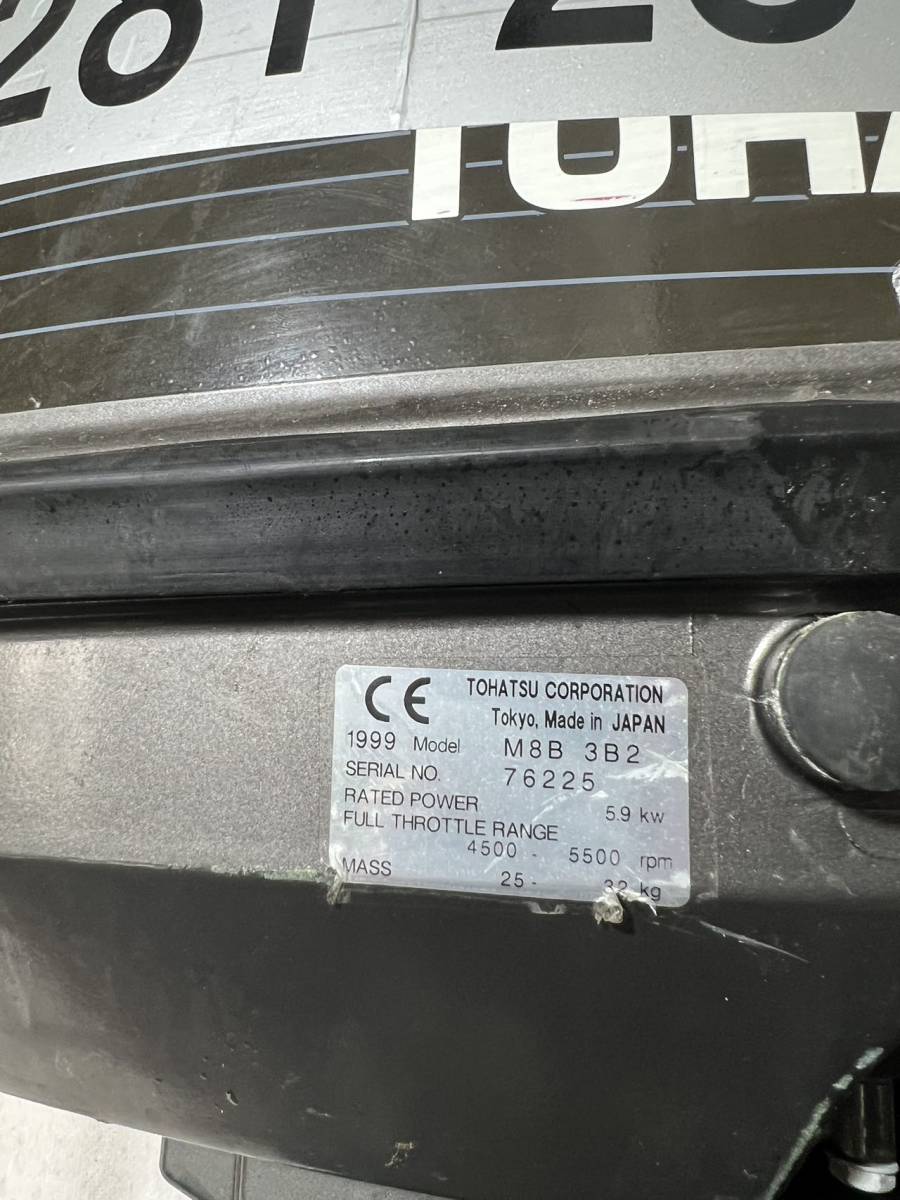 TOHA
CE TOHATSU CORPORATION
Tokyo, Made in JAPAN
1999 Model M8B 3B2
SERIAL NO. 76225
RATED POWER 5.9 kw
FULL THROTTLE RANGE
4500 - 5500 rpm
MASS 25 - 32 kg